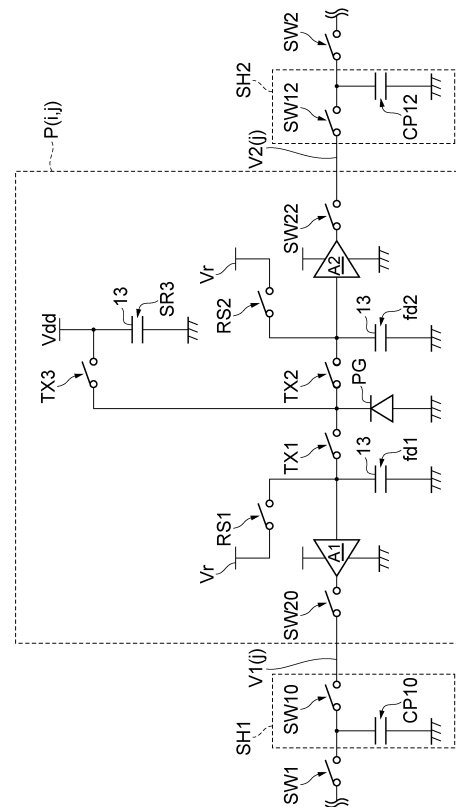 P(i,j)
Vdd
TX3
13
SR3
Vr
RS1
Vr
RS2
SH1
SW1
SW10
CP10
V1(j)
SW20
A1
TX1
13
fd1
PG
TX2
13
fd2
A2
SW22
V2(j)
SH2
SW12
CP12
SW2